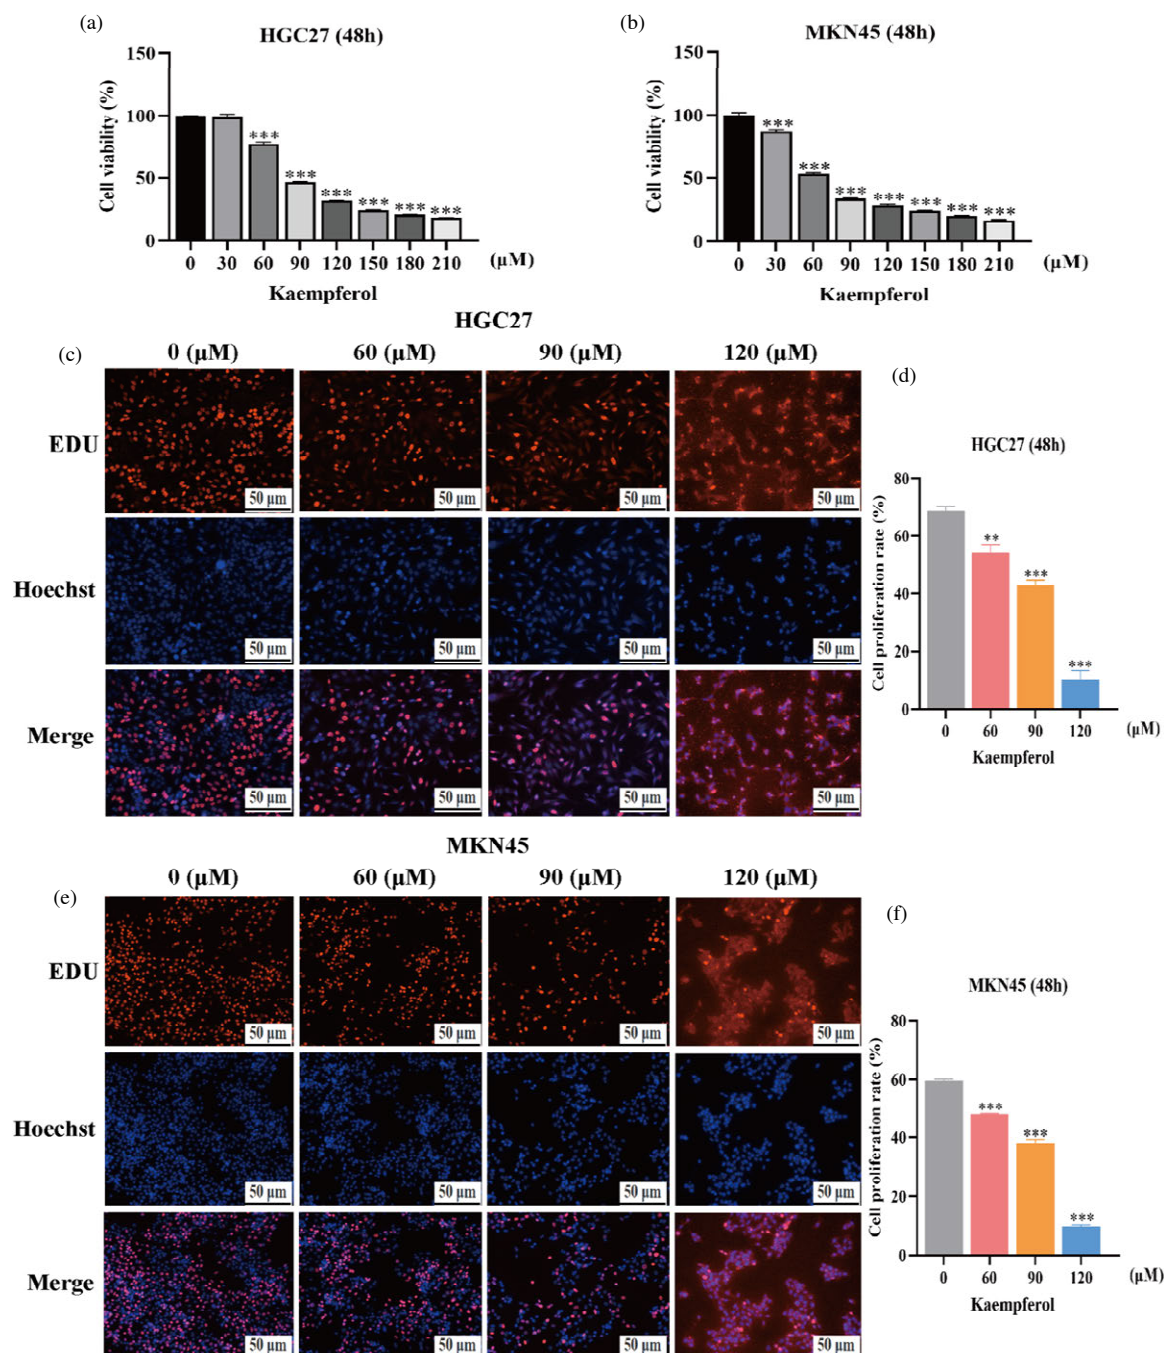 (a)
HGC27 (48h)
Cell viability (%)
150
100
50
0
***
***
***
***
***
***
0 30 60 90 120 150 180 210 (μM)
Kaempferol
(b)
MKN45 (48h)
Cell viability (%)
150
100
50
0
***
***
***
***
***
***
***
0 30 60 90 120 150 180 210 (μM)
Kaempferol
HGC27
(c)
0 (μM) 60 (μM) 90 (μM) 120 (μM)
EDU
50 μm 50 μm 50 μm 50 μm
Hoechst
50 μm 50 μm 50 μm 50 μm
Merge
50 μm 50 μm 50 μm 50 μm
(d)
HGC27 (48h)
Cell proliferation rate (%)
80
60
40
20
0
**
***
***
0 60 90 120 (μM)
Kaempferol
MKN45
(e)
0 (μM) 60 (μM) 90 (μM) 120 (μM)
EDU
50 μm 50 μm 50 μm 50 μm
Hoechst
50 μm 50 μm 50 μm 50 μm
Merge
50 μm 50 μm 50 μm 50 μm
(f)
MKN45 (48h)
Cell proliferation rate (%)
80
60
40
20
0
***
***
***
0 60 90 120 (μM)
Kaempferol